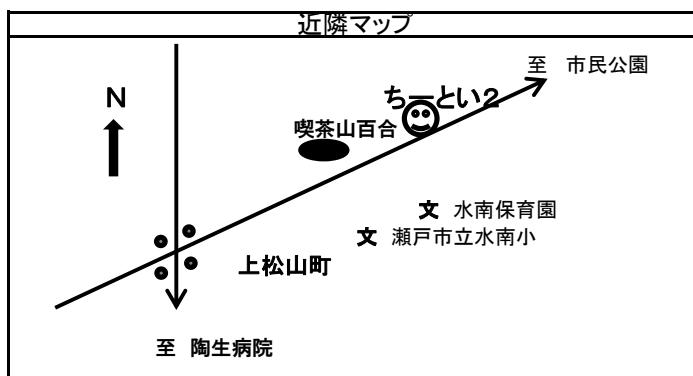 近隣マップ
至　市民公園
N
ちーとい２
喫茶山百合
文 水南保育園
文 瀬戸市立水南小
上松山町
至 陶生病院